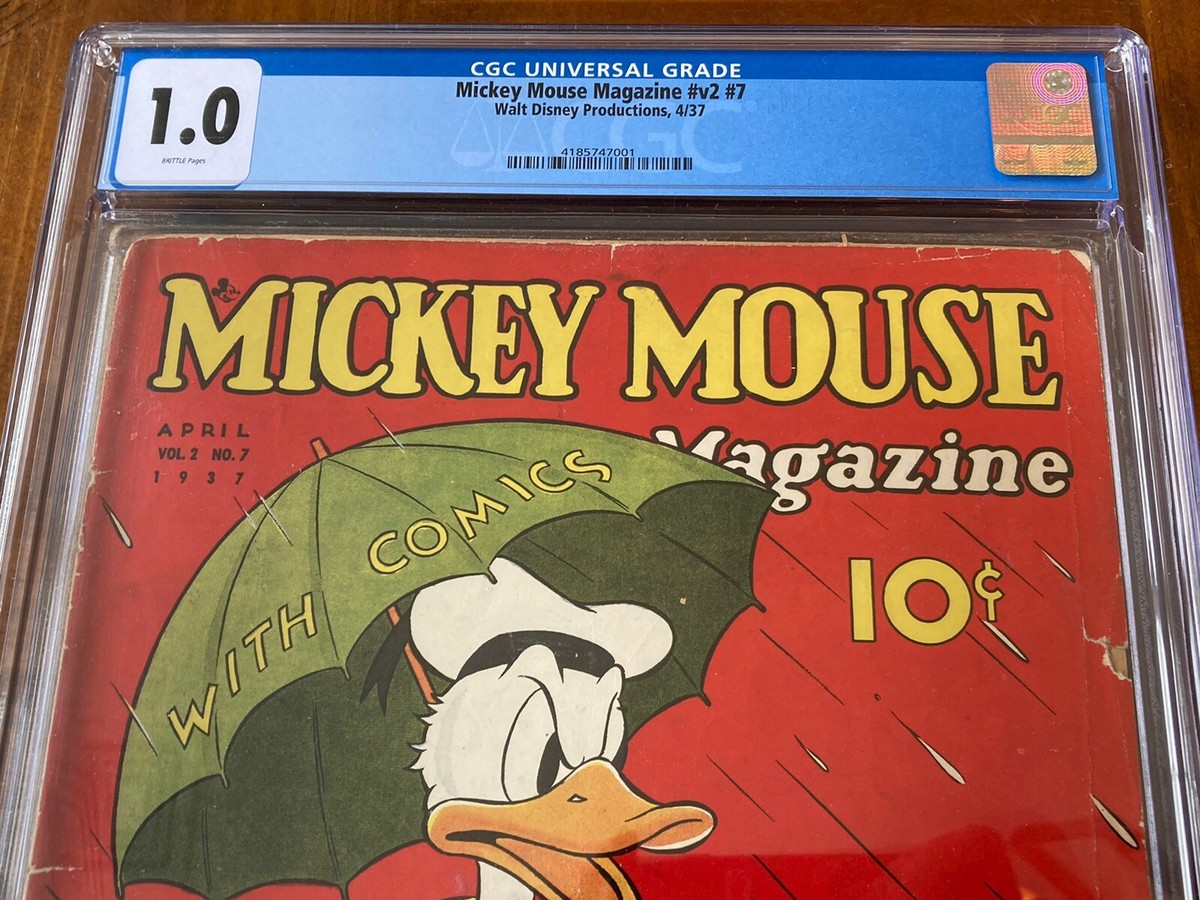 CGC UNIVERSAL GRADE
Mickey Mouse Magazine #v2 #7
Walt Disney Productions, 4/37
1.0
BRITTLE Pages
CGC
4185747001
MICKEY MOUSE
Magazine
APRIL
VOL. 2 NO. 7
1937
WITH COMICS
10¢